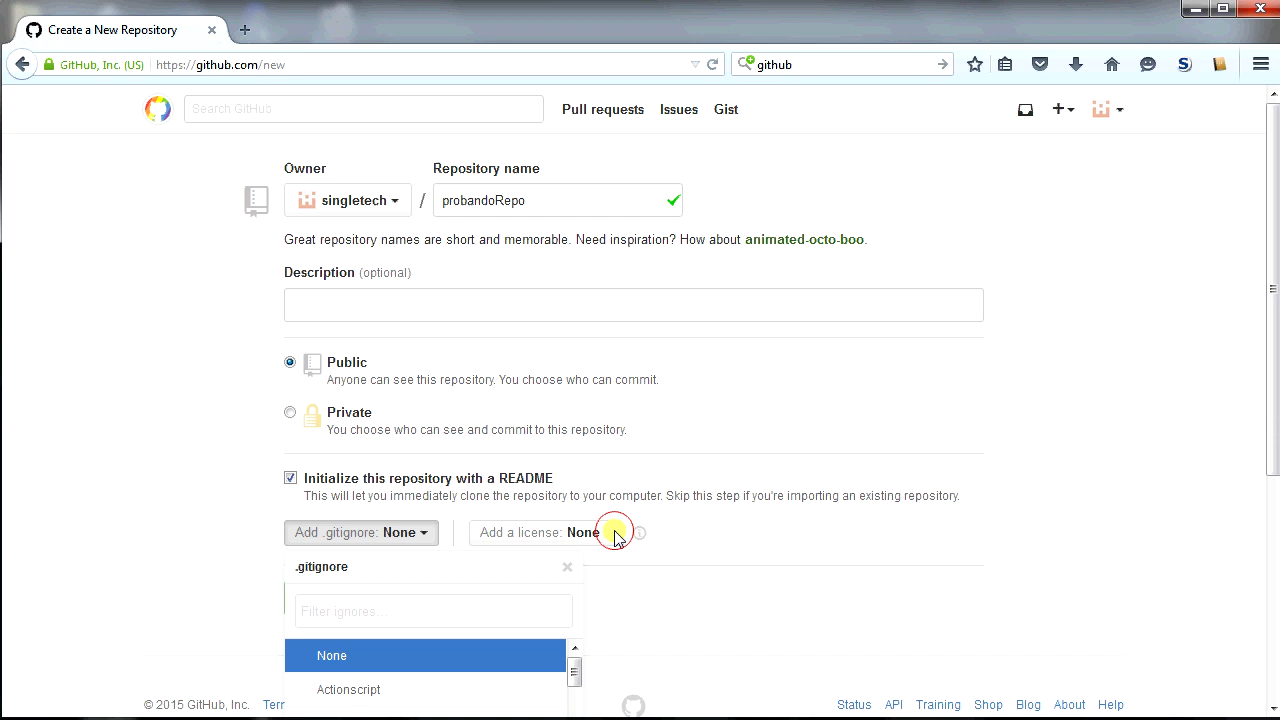 Create a New Repository
GitHub, Inc. (US) https://github.com/new
github
Search GitHub
Pull requests Issues Gist
Owner Repository name
singletech / probandoRepo
Great repository names are short and memorable. Need inspiration? How about animated-octo-boo.
Description (optional)
Public
Anyone can see this repository. You choose who can commit.
Private
You choose who can see and commit to this repository.
Initialize this repository with a README
This will let you immediately clone the repository to your computer. Skip this step if you're importing an existing repository.
Add .gitignore: None Add a license: None
.gitignore
Filter ignores...
None
Actionscript
© 2015 GitHub, Inc. Terr Status API Training Shop Blog About Help